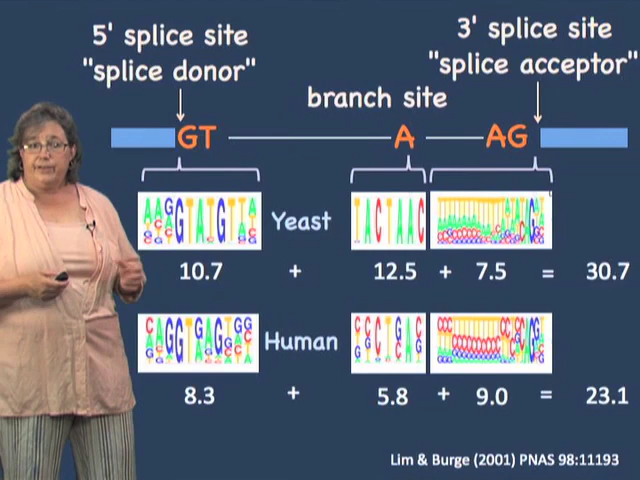 5' splice site
"splice donor"
3' splice site
"splice acceptor"
branch site
GT
A
AG
Yeast
TACTAAC
10.7 + 12.5 + 7.5 = 30.7
Human
8.3 + 5.8 + 9.0 = 23.1
Lim & Burge (2001) PNAS 98:11193